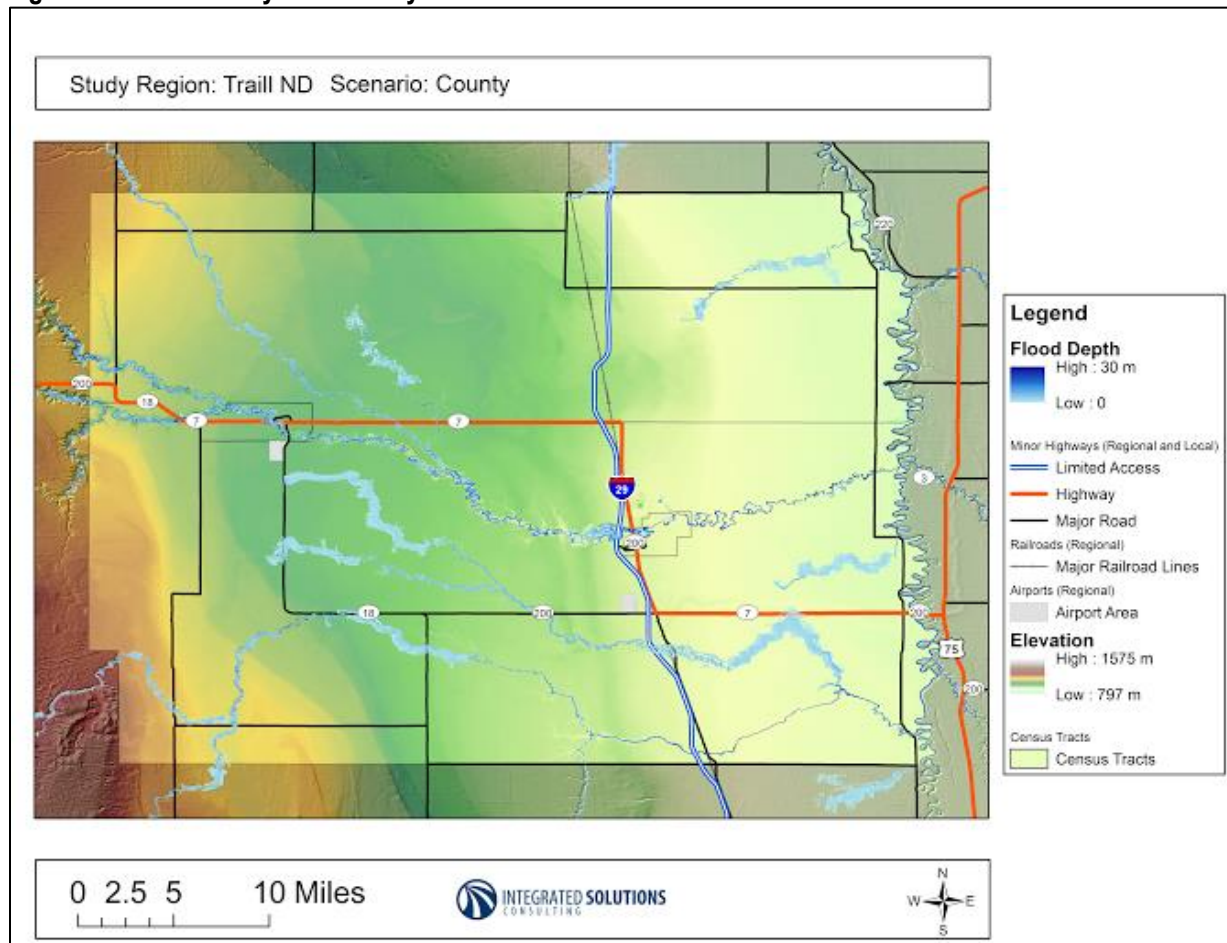 Study Region: Traill ND Scenario: County
220
200
18
7
7
29
3
200
18
200
7
200
75
200
Legend
Flood Depth
High : 30 m
Low : 0
Minor Highways (Regional and Local)
Limited Access
Highway
Major Road
Railroads (Regional)
Major Railroad Lines
Airports (Regional)
Airport Area
Elevation
High : 1575 m
Low : 797 m
Census Tracts
Census Tracts
0 2.5 5 10 Miles
INTEGRATED SOLUTIONS
CONSULTING
N
W E
S